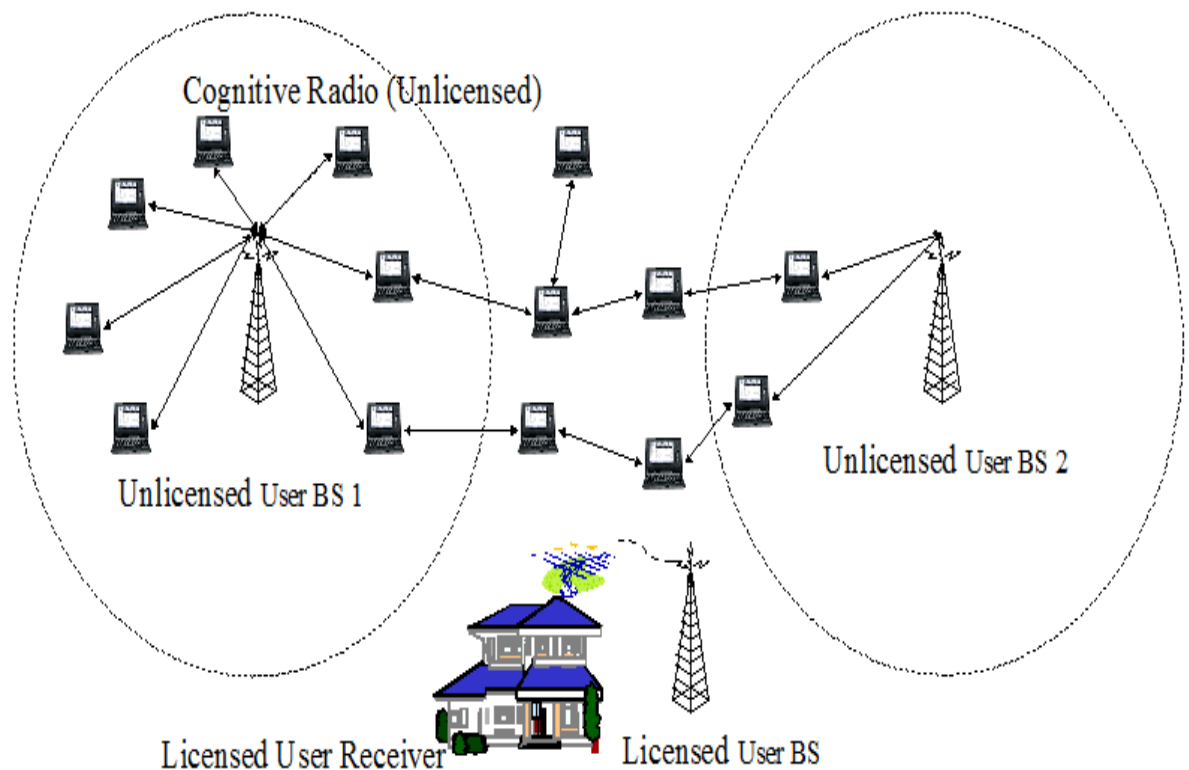 Cognitive Radio (Unlicensed)
Unlicensed User BS 1
Unlicensed User BS 2
Licensed User Receiver
Licensed User BS